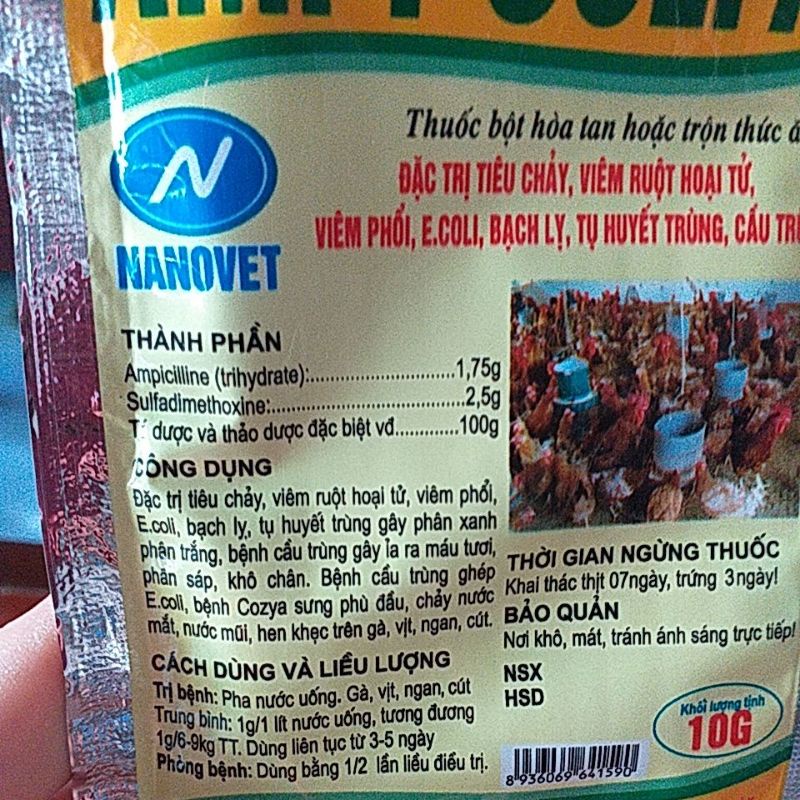 Thuốc bột hòa tan hoặc trộn thức
ĐẶC TRỊ TIÊU CHẢY, VIÊM RUỘT HOẠI TỬ,
VIÊM PHỔI, E.COLI, BẠCH LỴ, TỤ HUYẾT TRÙNG, CẦU
N
NANOVET
THÀNH PHẦN
Ampicilline (trihydrate):..............................1,75g
Sulfadimethoxine:.......................................2,5g
Tá dược và thảo dược đặc biệt vđ.............100g
CÔNG DỤNG
Đặc trị tiêu chảy, viêm ruột hoại tử, viêm phổi,
E.coli, bạch ly,, tụ huyết trùng gây phân xanh
phân trắng, bệnh cầu trùng gây ỉa ra máu tươi,
phân sáp, khô chân. Bệnh cầu trùng ghép
E.coli, bệnh Cozya sưng phù đầu, chảy nước
mắt, nước mũi, hen khẹc trên gà, vịt, ngan, cút.
CÁCH DÙNG VÀ LIỀU LƯỢNG
Trị bệnh: Pha nước uống. Gà, vịt, ngan, cút
Trung bình: 1g/1 lít nước uống, tương đương
1g/6-9kg TT. Dùng liên tục từ 3-5 ngày
Phòng bệnh: Dùng bằng 1/2 lần liều điều trị.
THỜI GIAN NGỪNG THUỐC
Khai thác thịt 07ngày, trứng 3ngày!
BẢO QUẢN
Nơi khô, mát, tránh ánh sáng trực tiếp!
NSX
HSD
Khối lượng tịnh
10G
8 936069 641590